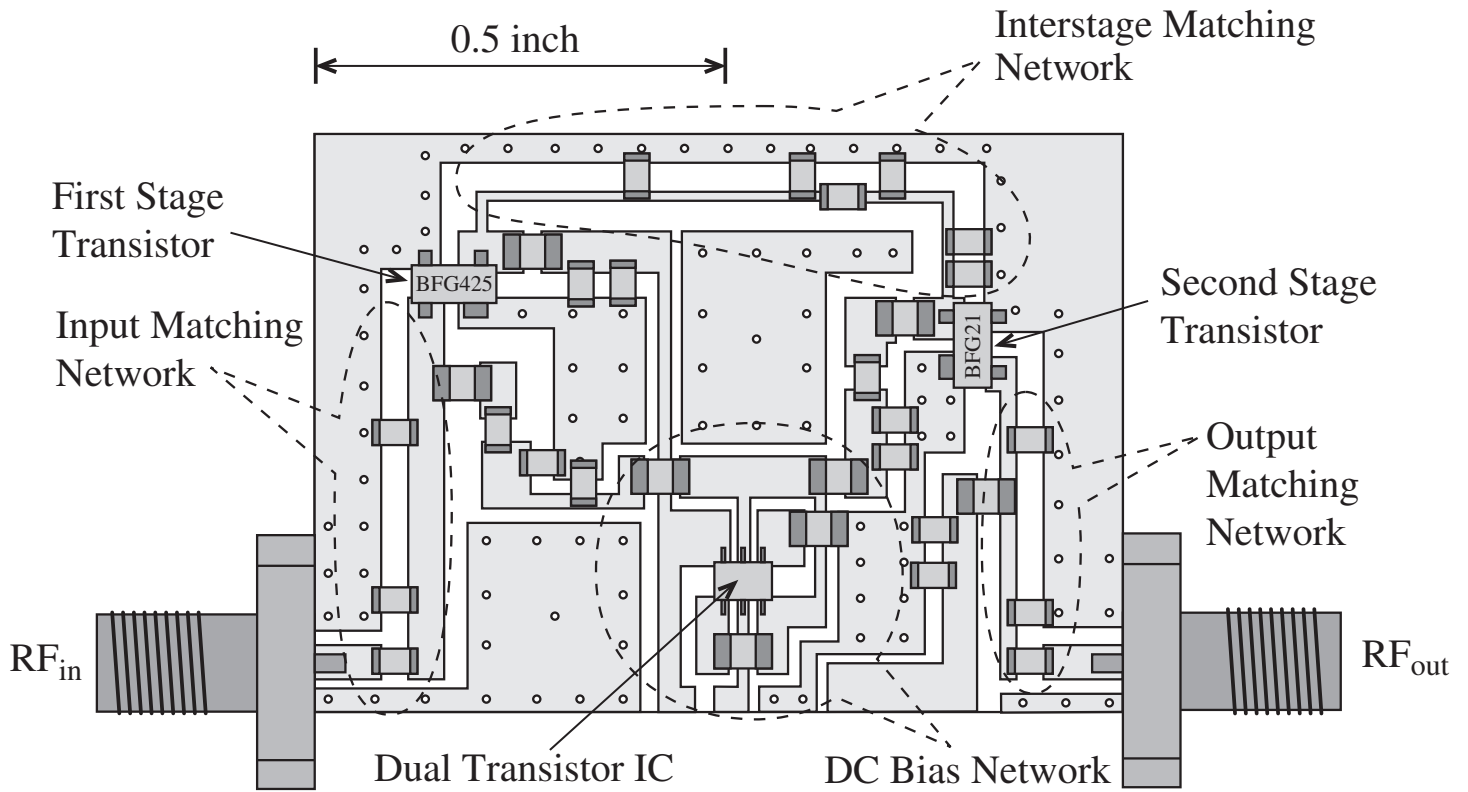 0.5 inch
Interstage Matching
Network
First Stage
Transistor
BFG425
Second Stage
Transistor
BFG21
Input Matching
Network
Output
Matching
Network
RFin
RFout
Dual Transistor IC
DC Bias Network